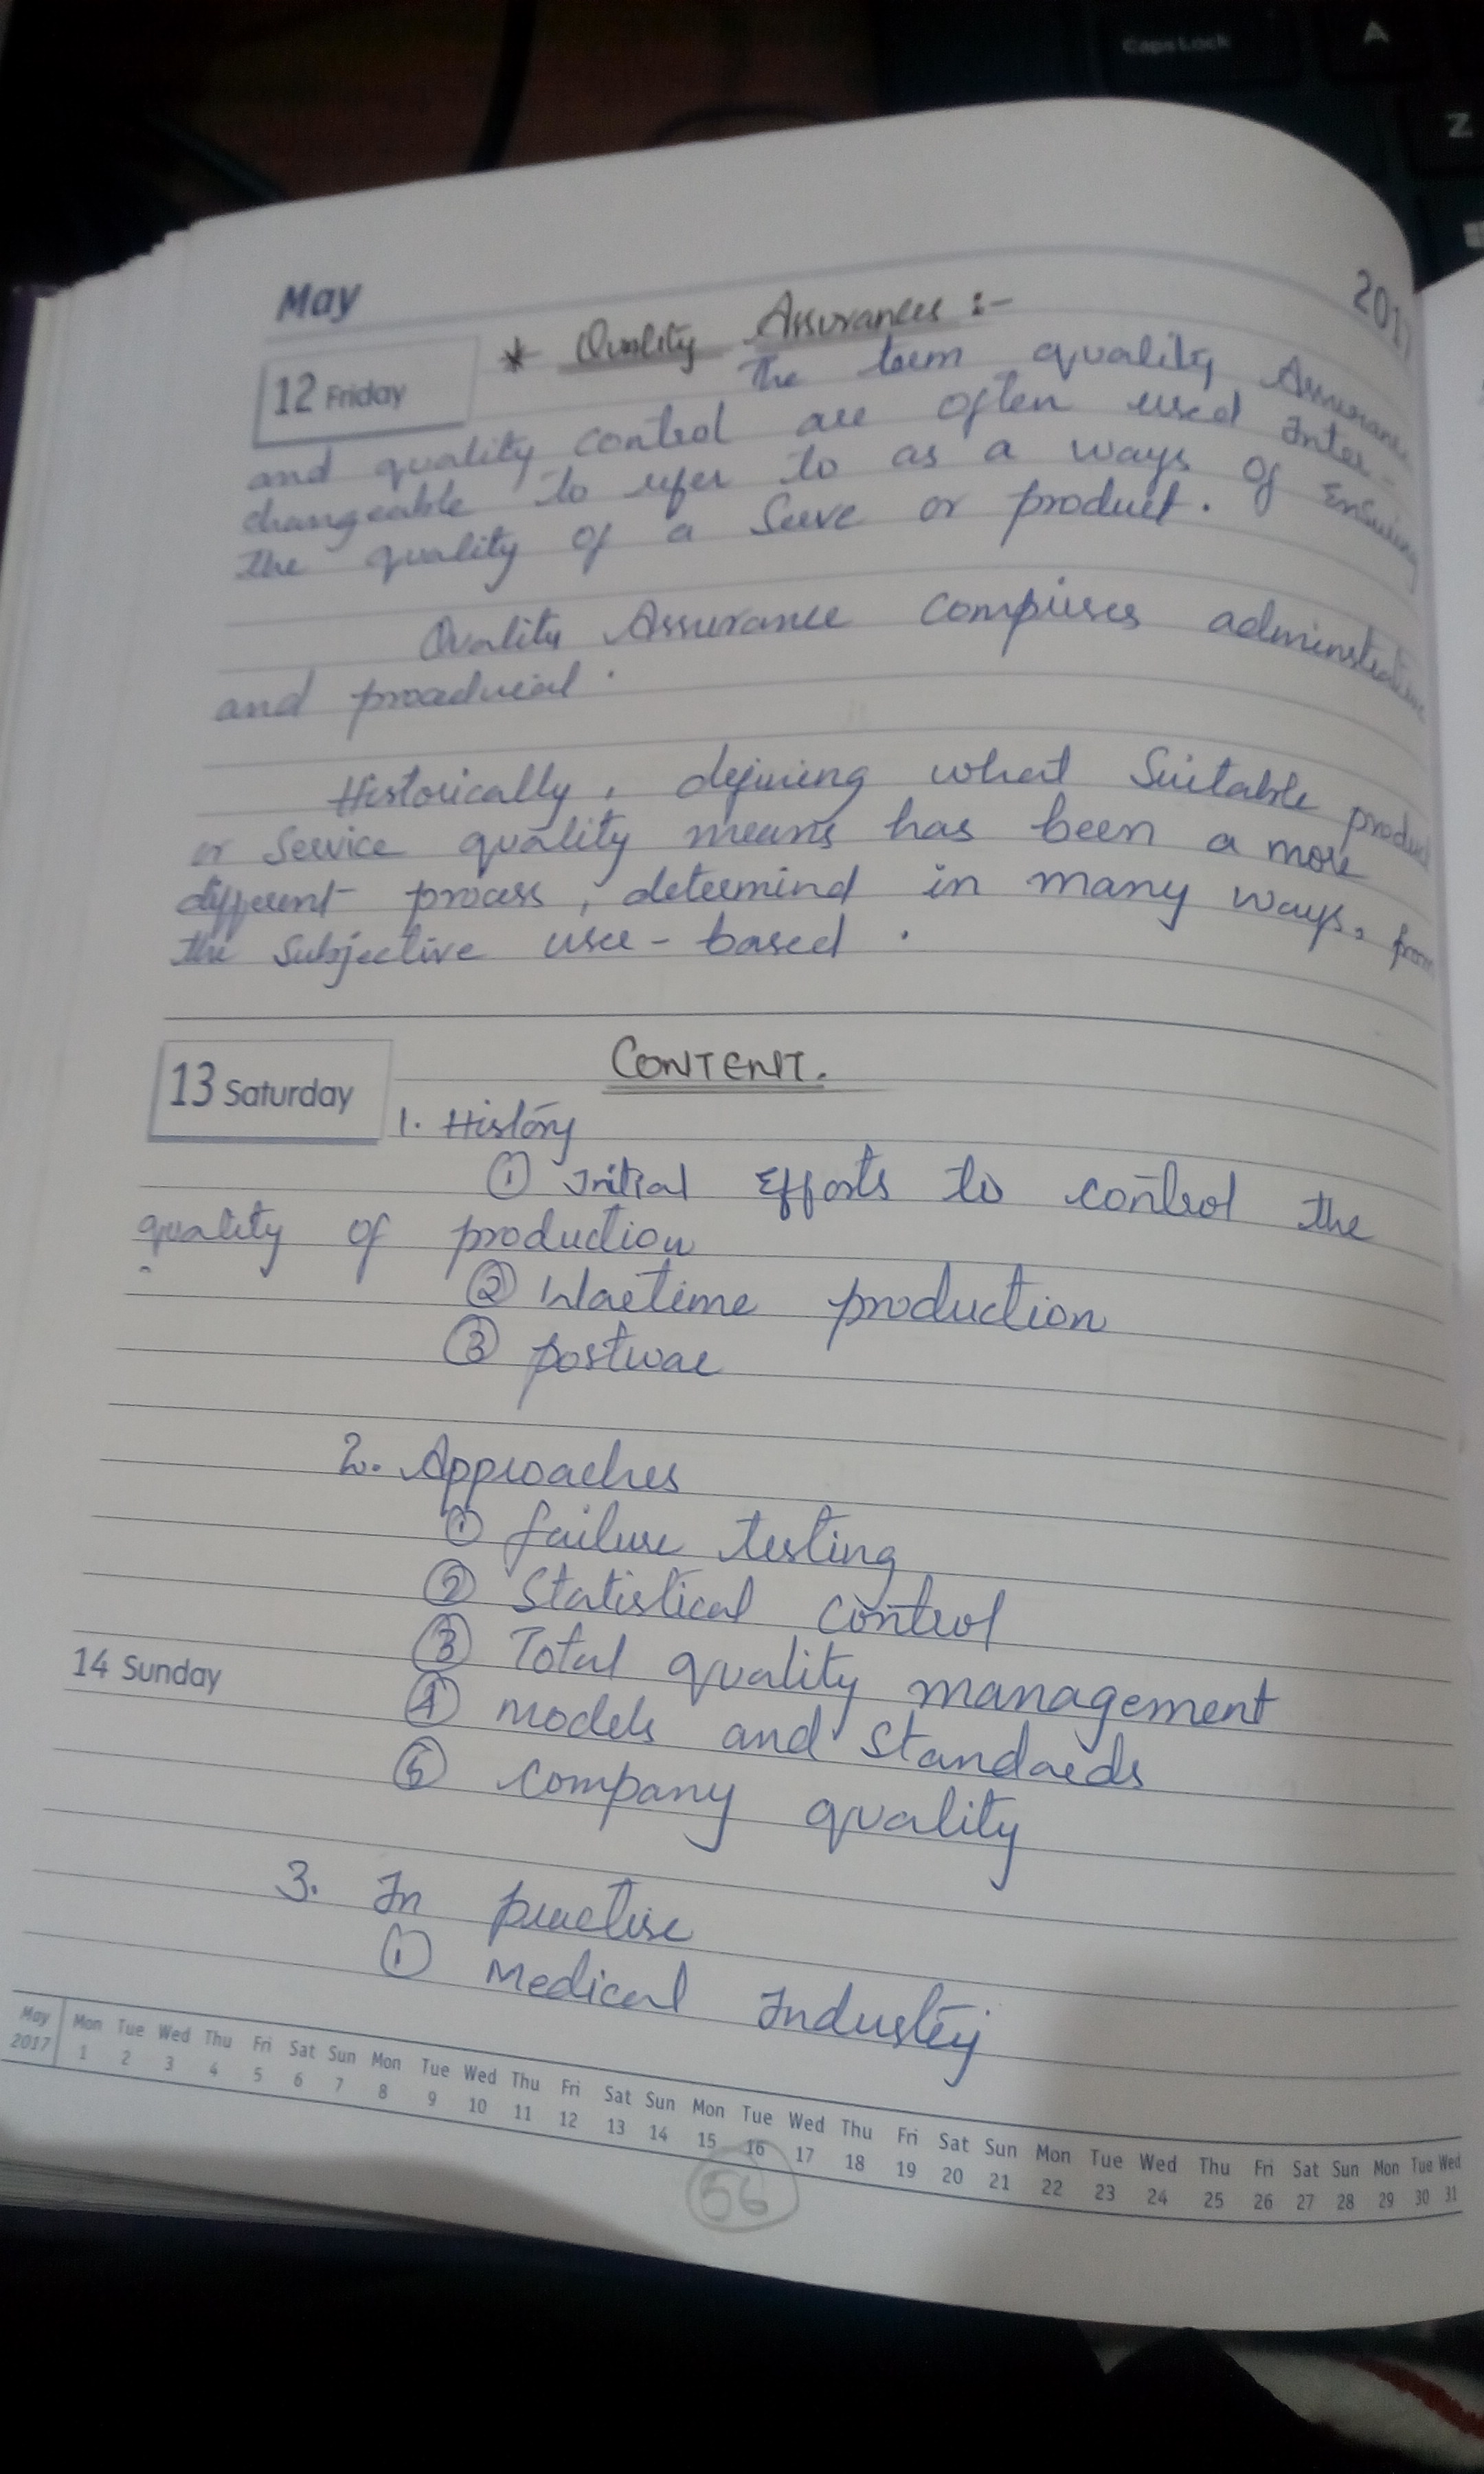 Caps Lock
A
Z
May
2017
12 Friday
* Quality Assurances :-
The term quality Assurance
and quality control are often used Inter-
changeable to refer to as a ways of Ensuring
the quality of a Serve or product.
Quality Assurance comprises adminstrative
and procedurial.
Historically, defining what Suitable product
or Service quality means has been a more
different process, determind in many ways, from
the Subjective user-based.
13 Saturday
CONTENT.
1. History
① Initial Efforts to control the
quality of production
② Wartime production
③ postwar
2. Approaches
① failure testing
② Statistical control
③ Total quality management
14 Sunday
④ models and standards
⑤ company quality
3. In practise
① Medical Industry
May Mon Tue Wed Thu Fri Sat Sun Mon Tue Wed Thu Fri Sat Sun Mon Tue Wed Thu Fri Sat Sun Mon Tue Wed Thu Fri Sat Sun Mon Tue Wed
2017 1 2 3 4 5 6 7 8 9 10 11 12 13 14 15 16 17 18 19 20 21 22 23 24 25 26 27 28 29 30 31
56